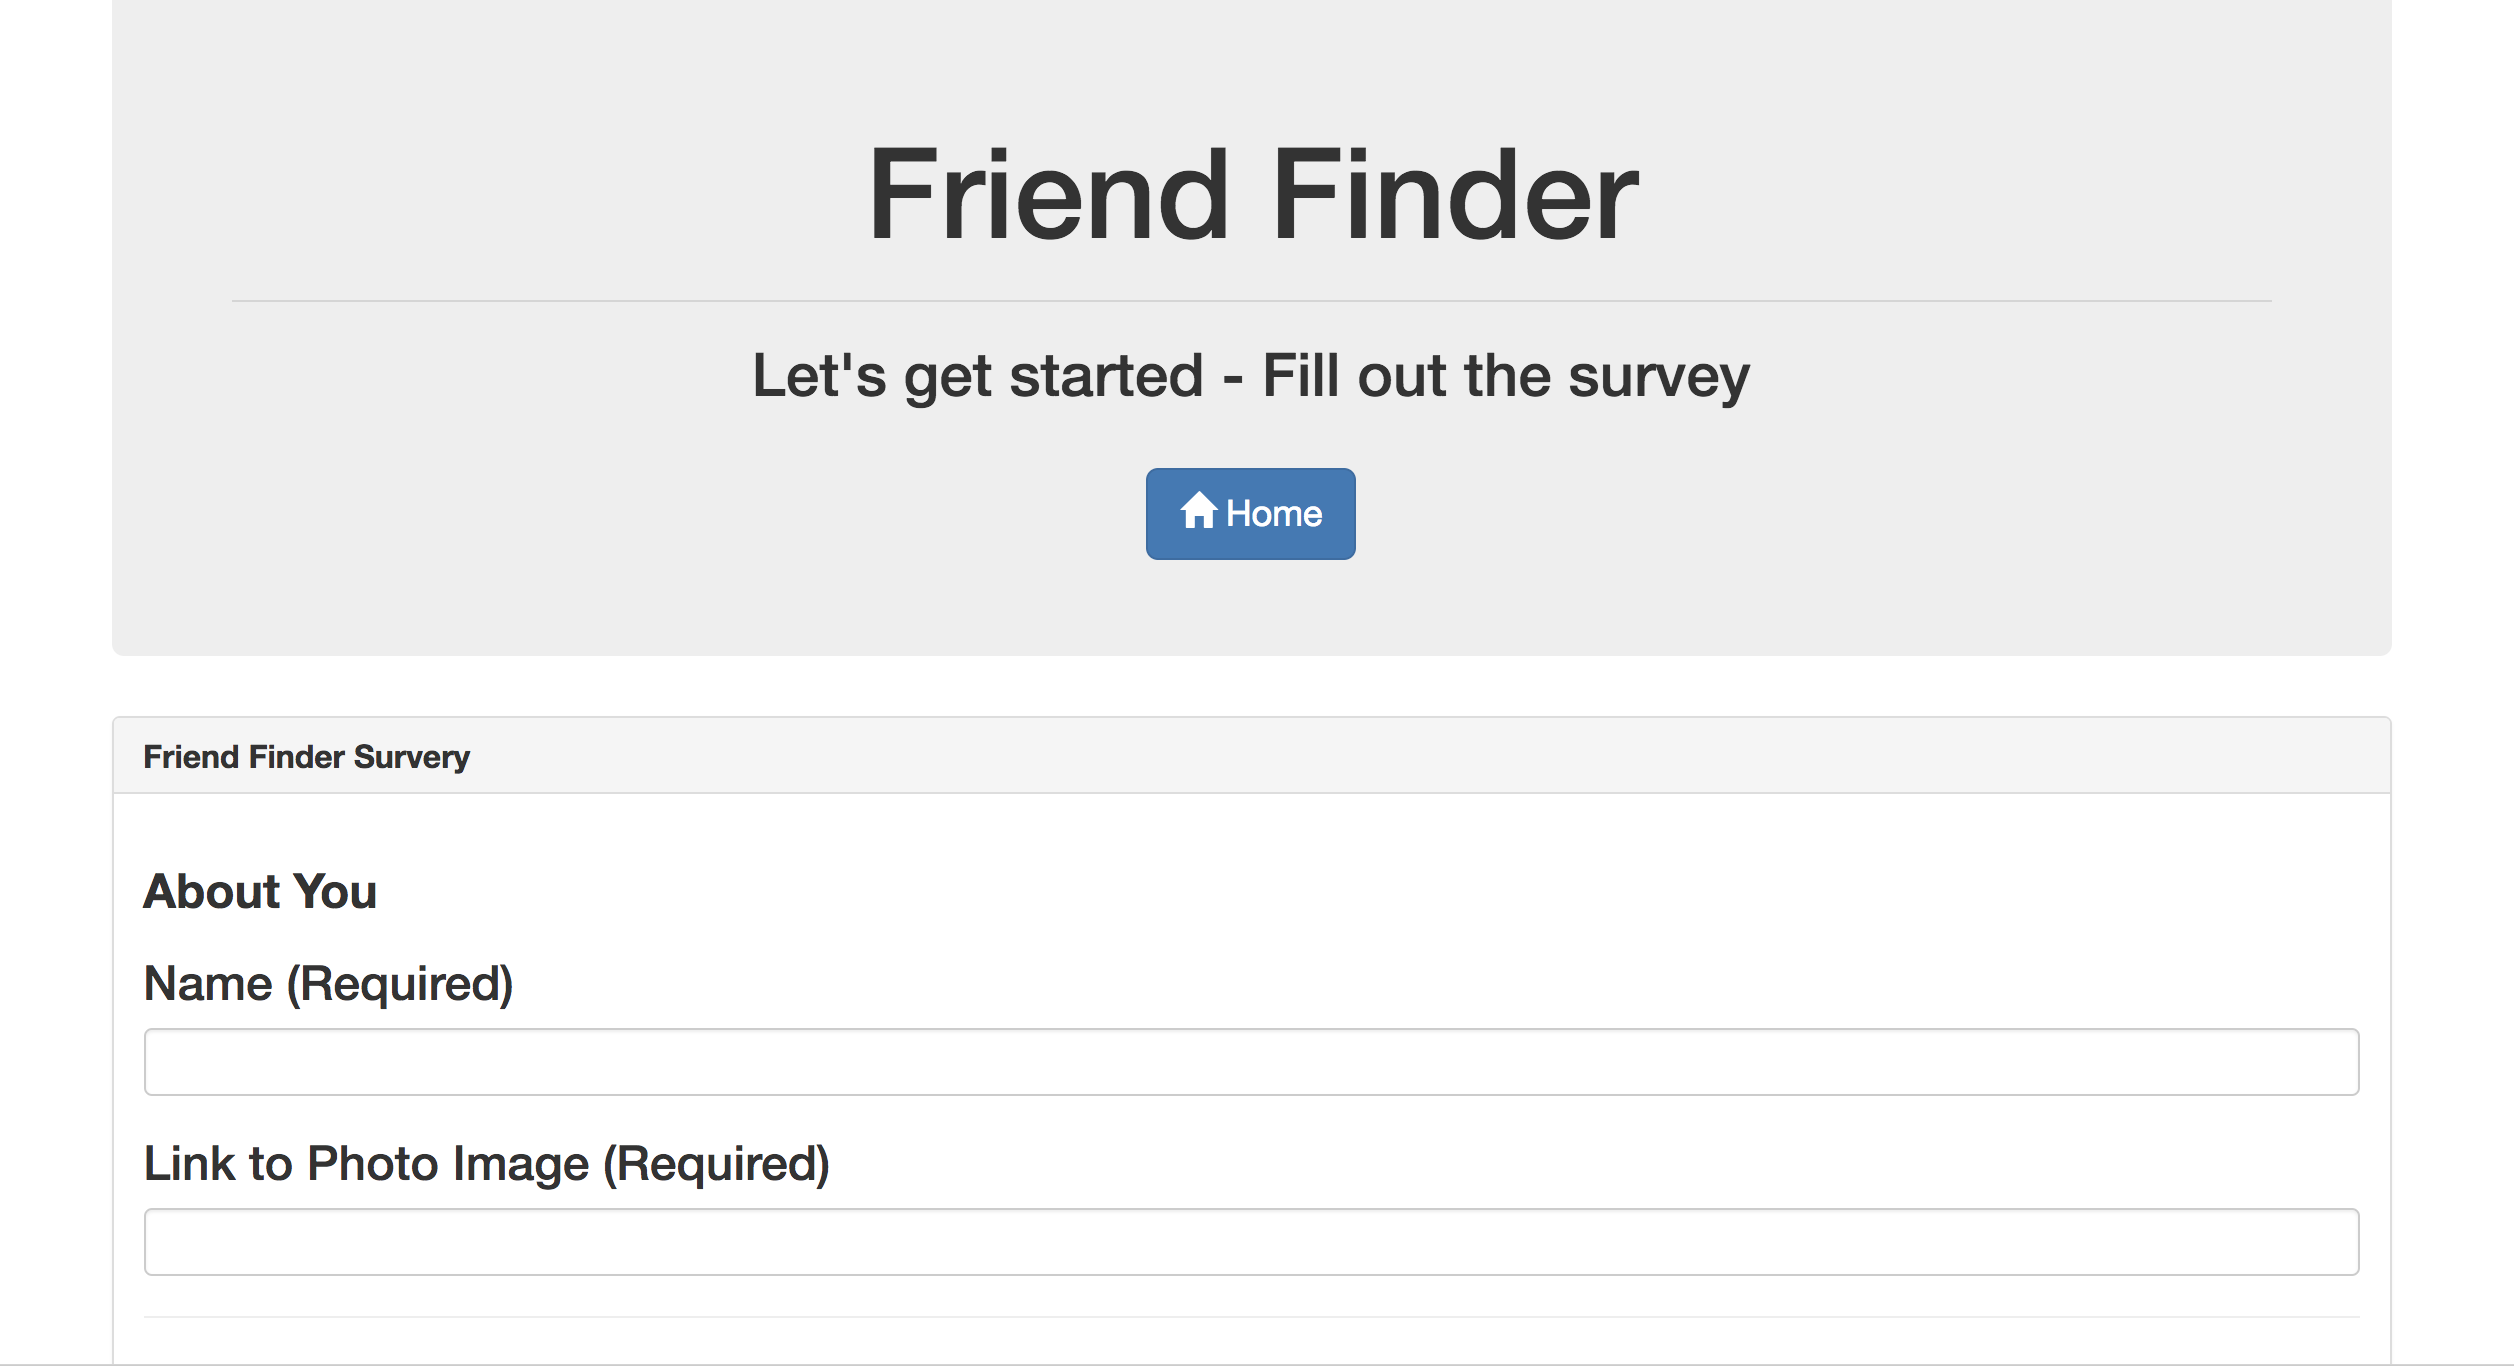 Friend Finder
Let's get started - Fill out the survey
Home
Friend Finder Survery
About You
Name (Required)
Link to Photo Image (Required)